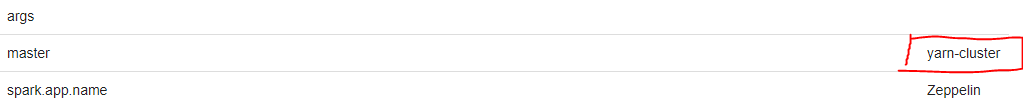 args
master yarn-cluster
spark.app.name Zeppelin